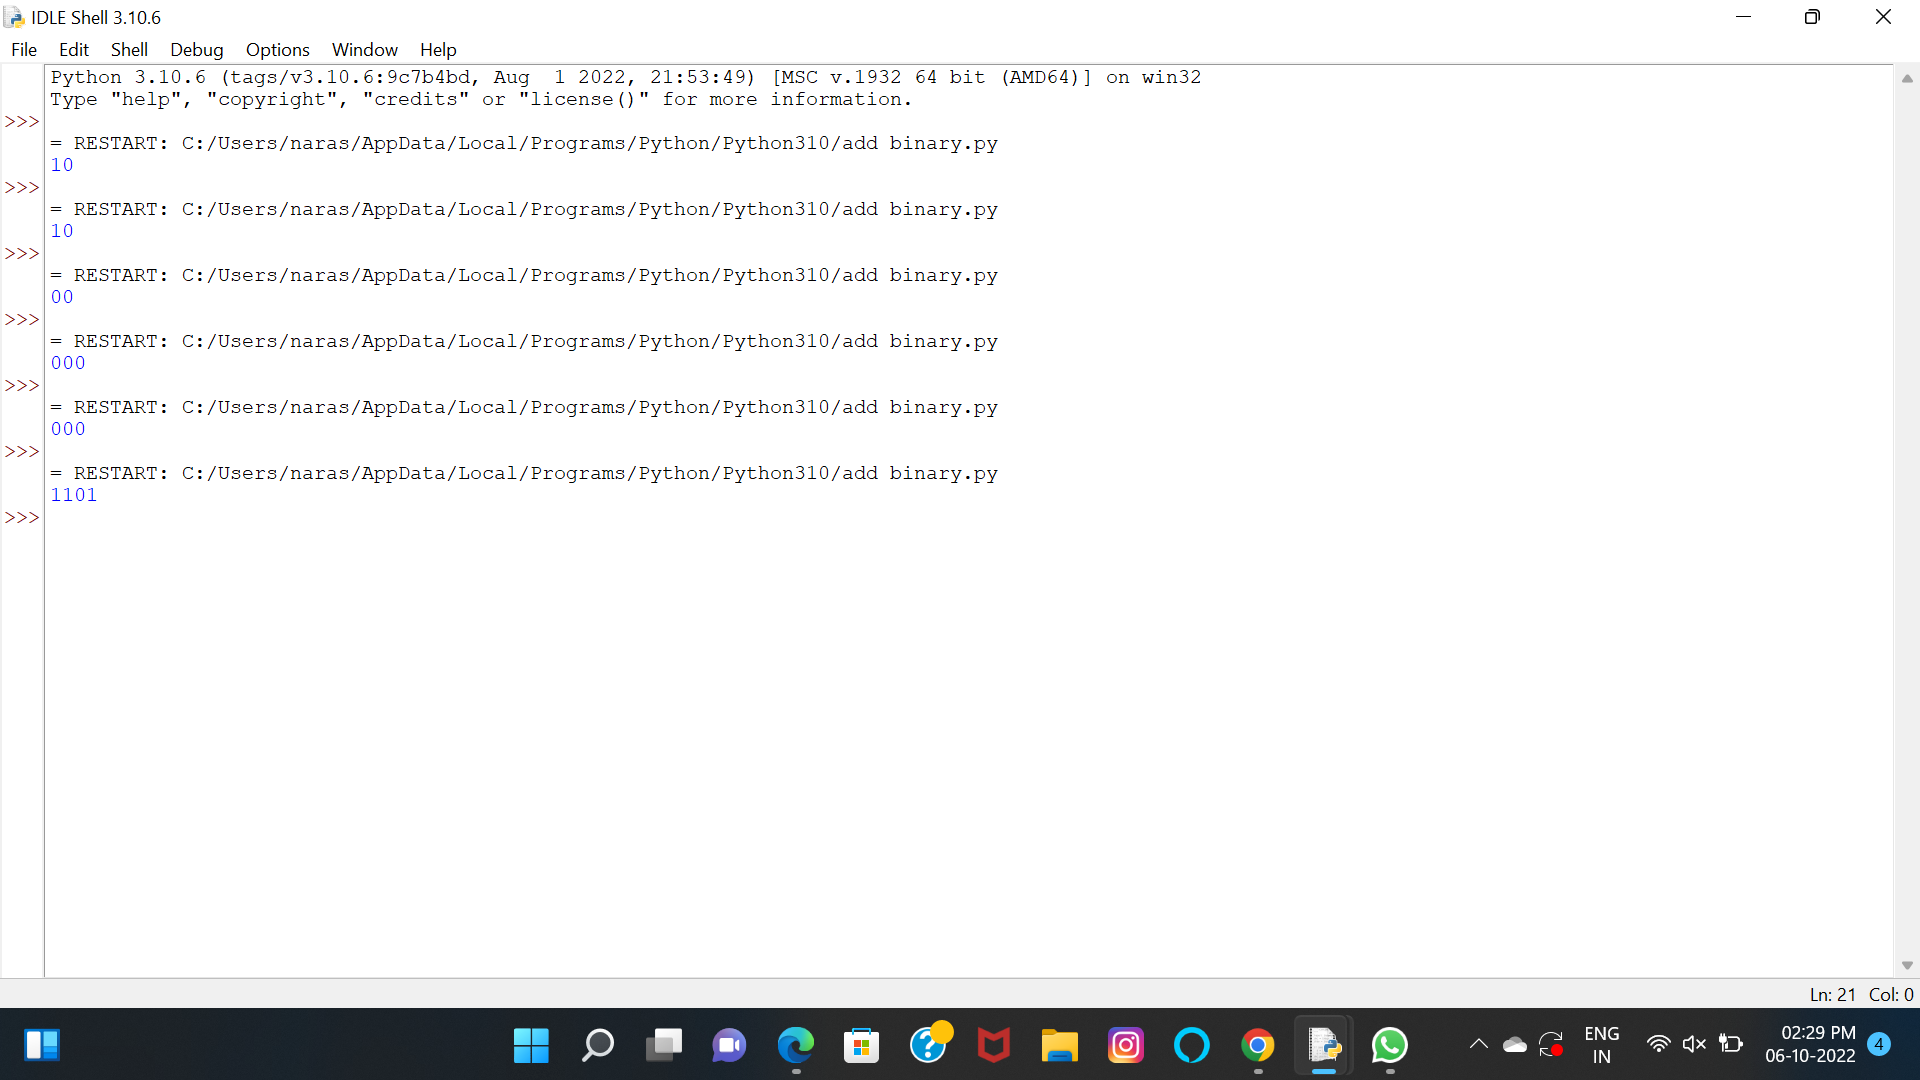 IDLE Shell 3.10.6
File Edit Shell Debug Options Window Help
Python 3.10.6 (tags/v3.10.6:9c7b4bd, Aug  1 2022, 21:53:49) [MSC v.1932 64 bit (AMD64)] on win32
Type "help", "copyright", "credits" or "license()" for more information.
>>>
= RESTART: C:/Users/naras/AppData/Local/Programs/Python/Python310/add binary.py
10
>>>
= RESTART: C:/Users/naras/AppData/Local/Programs/Python/Python310/add binary.py
10
>>>
= RESTART: C:/Users/naras/AppData/Local/Programs/Python/Python310/add binary.py
00
>>>
= RESTART: C:/Users/naras/AppData/Local/Programs/Python/Python310/add binary.py
000
>>>
= RESTART: C:/Users/naras/AppData/Local/Programs/Python/Python310/add binary.py
000
>>>
= RESTART: C:/Users/naras/AppData/Local/Programs/Python/Python310/add binary.py
1101
>>>
Ln: 21 Col: 0
ENG
IN
02:29 PM
06-10-2022
4